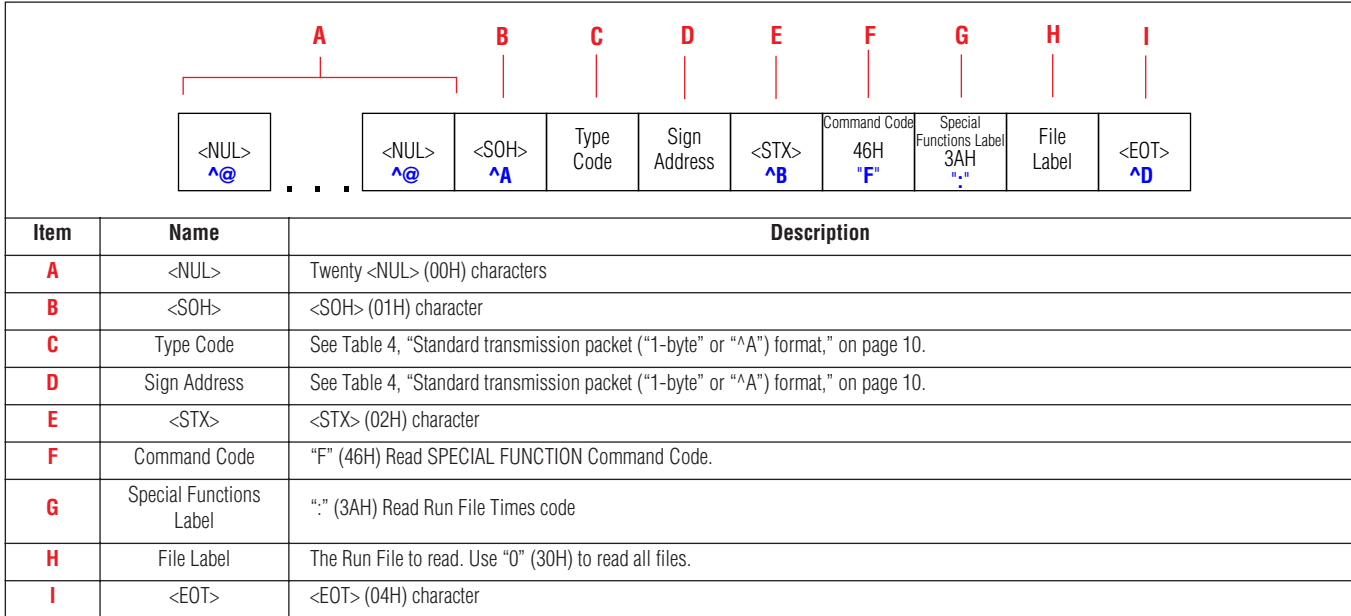 A B C D E F G H I
<NUL> ^@ . . . <NUL> ^@ <SOH> ^A Type Code Sign Address <STX> ^B Command Code 46H "F" Special Functions Label 3AH ":" File Label <EOT> ^D
Item Name Description
A <NUL> Twenty <NUL> (00H) characters
B <SOH> <SOH> (01H) character
C Type Code See Table 4, “Standard transmission packet (“1-byte” or “^A”) format,” on page 10.
D Sign Address See Table 4, “Standard transmission packet (“1-byte” or “^A”) format,” on page 10.
E <STX> <STX> (02H) character
F Command Code “F” (46H) Read SPECIAL FUNCTION Command Code.
G Special Functions Label “:” (3AH) Read Run File Times code
H File Label The Run File to read. Use “0” (30H) to read all files.
I <EOT> <EOT> (04H) character